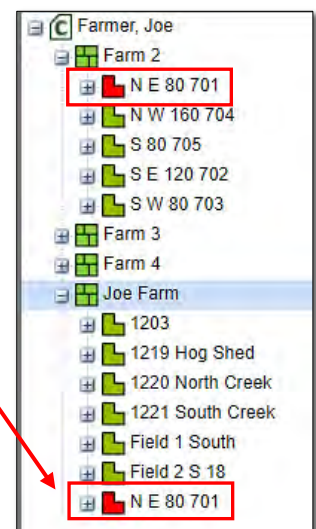 Farmer, Joe
Farm 2
N E 80 701
N W 160 704
S 80 705
S E 120 702
S W 80 703
Farm 3
Farm 4
Joe Farm
1203
1219 Hog Shed
1220 North Creek
1221 South Creek
Field 1 South
Field 2 S 18
N E 80 701